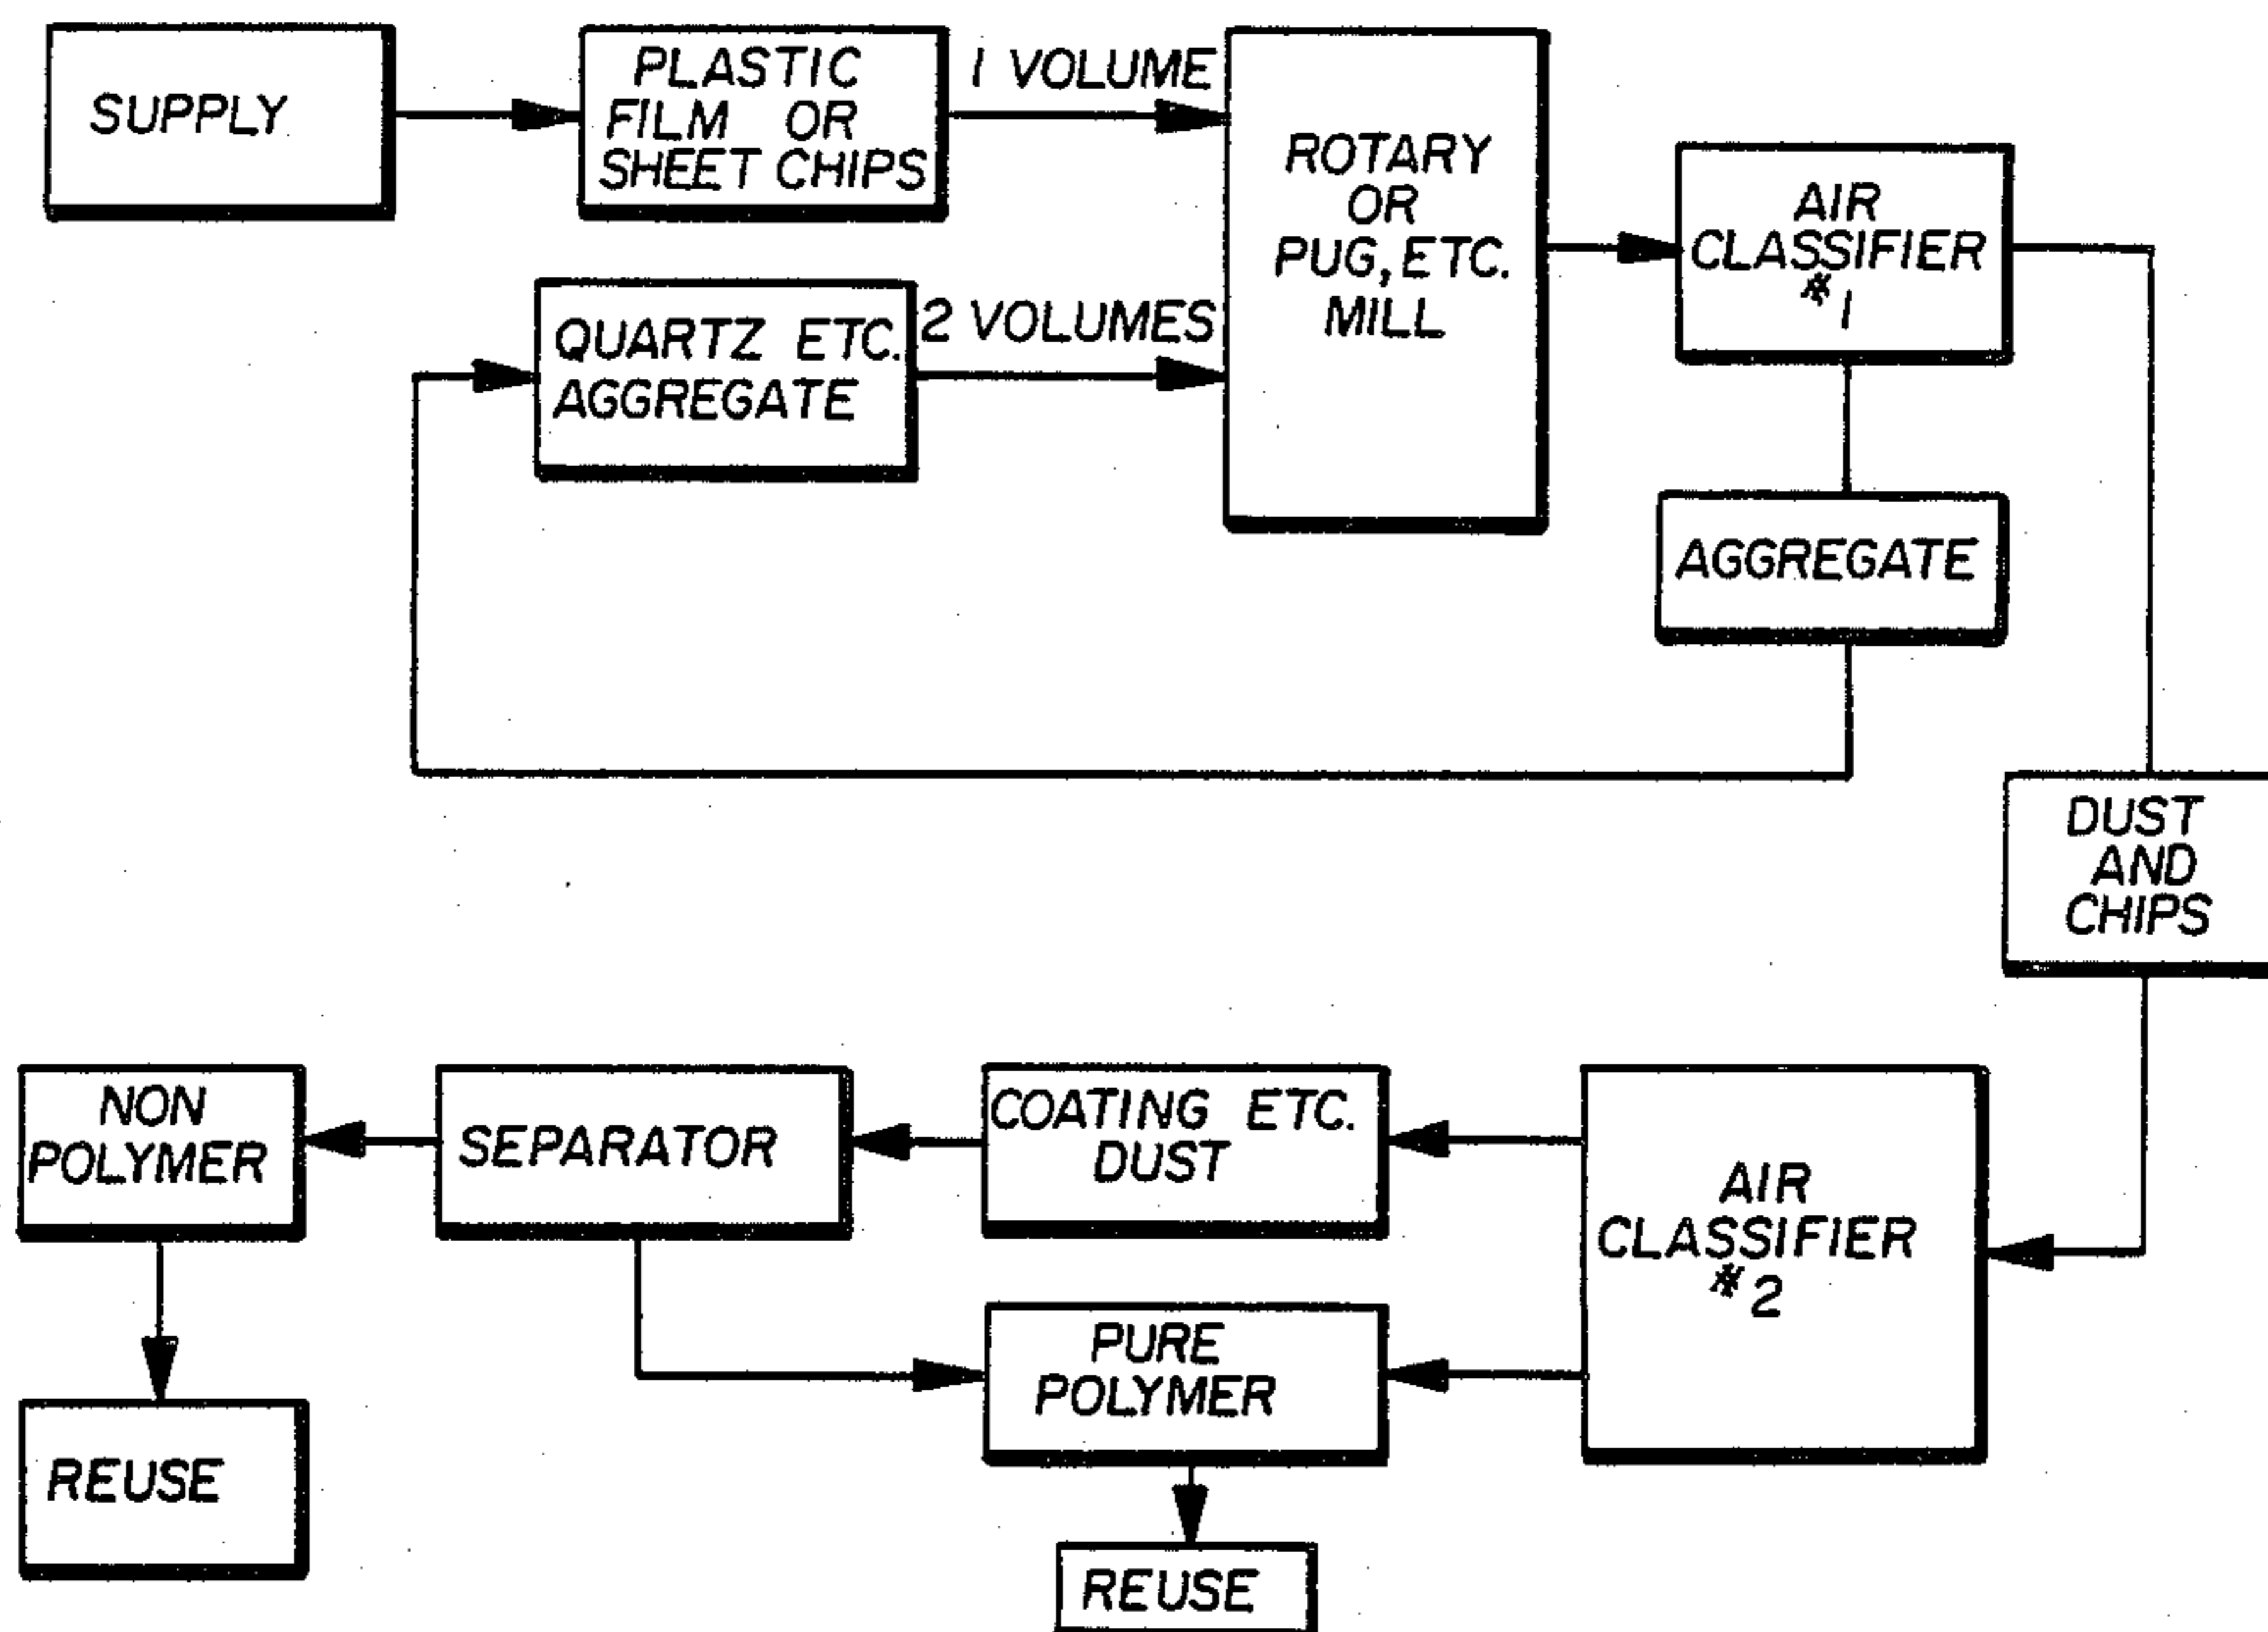 SUPPLY
PLASTIC
FILM OR
SHEET CHIPS
1 VOLUME
ROTARY
OR
PUG, ETC.
MILL
AIR
CLASSIFIER
#1
QUARTZ ETC.
AGGREGATE
2 VOLUMES
AGGREGATE
DUST
AND
CHIPS
NON
POLYMER
SEPARATOR
COATING ETC.
DUST
AIR
CLASSIFIER
#2
PURE
POLYMER
REUSE
REUSE